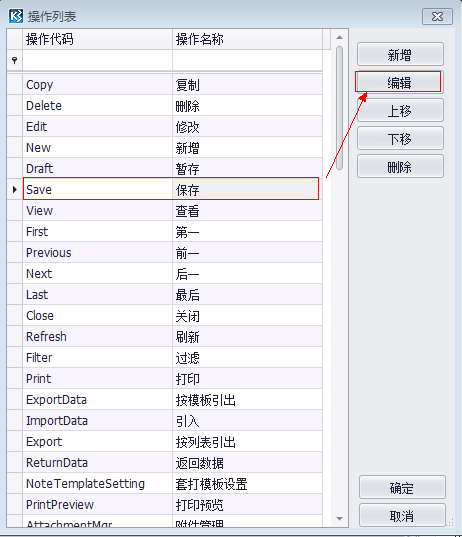 K3 操作列表
操作代码 操作名称
Copy 复制
Delete 删除
Edit 修改
New 新增
Draft 暂存
Save 保存
View 查看
First 第一
Previous 前一
Next 后一
Last 最后
Close 关闭
Refresh 刷新
Filter 过滤
Print 打印
ExportData 按模板引出
ImportData 引入
Export 按列表引出
ReturnData 返回数据
NoteTemplateSetting 套打模板设置
PrintPreview 打印预览
AttachmentMgr 附件管理
新增
编辑
上移
下移
删除
确定
取消